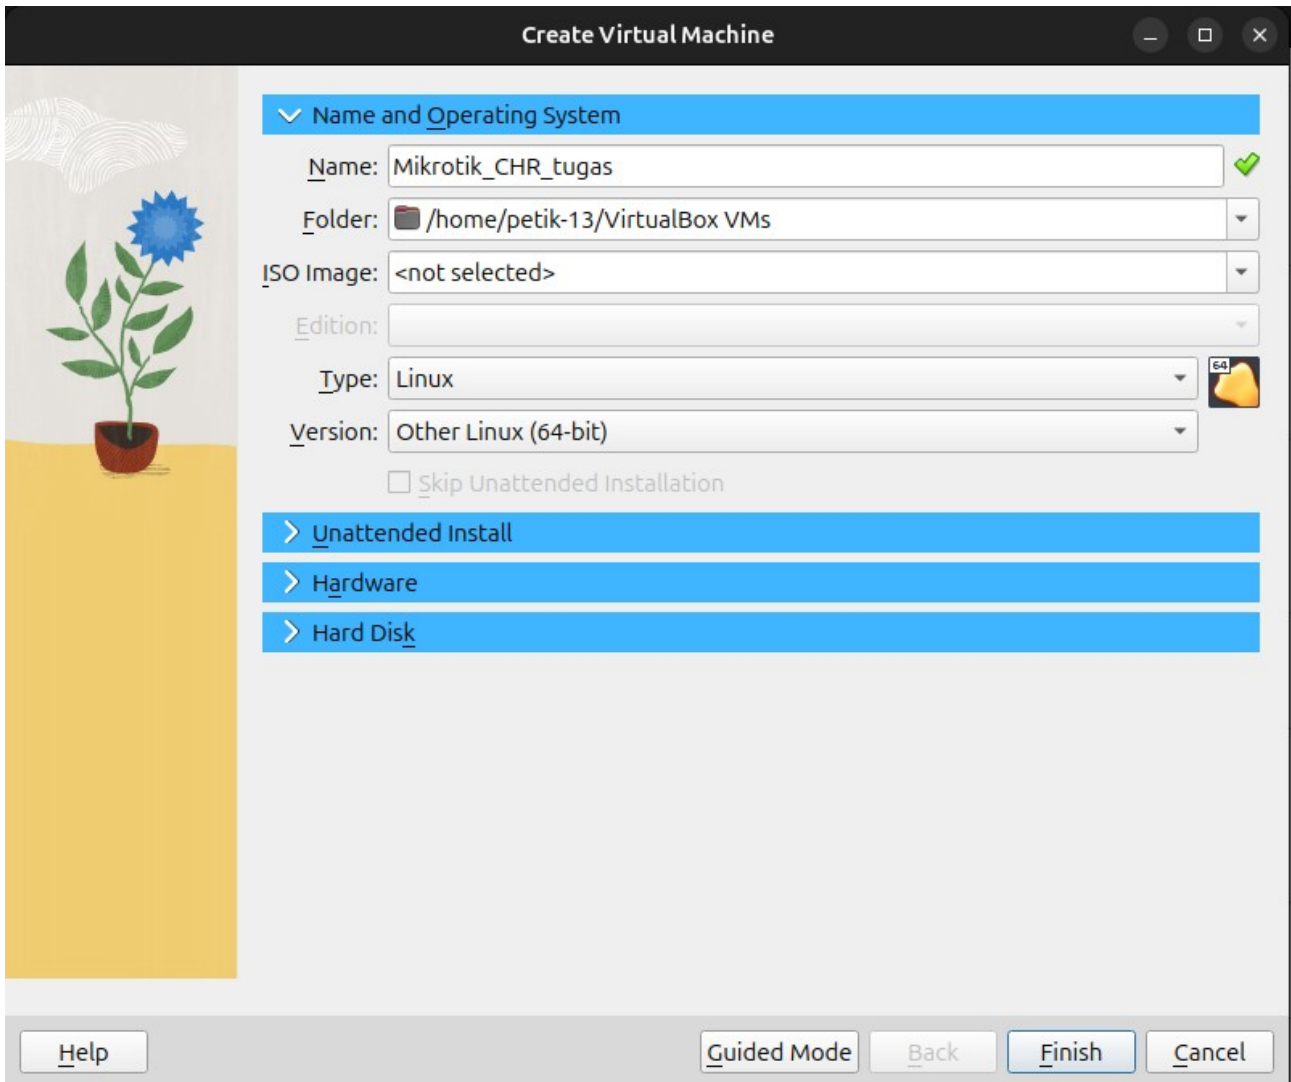 Create Virtual Machine
Name and Operating System
Name: Mikrotik_CHR_tugas
Folder: /home/petik-13/VirtualBox VMs
ISO Image: <not selected>
Edition:
Type: Linux
64
Version: Other Linux (64-bit)
Skip Unattended Installation
Unattended Install
Hardware
Hard Disk
Help Guided Mode Back Finish Cancel